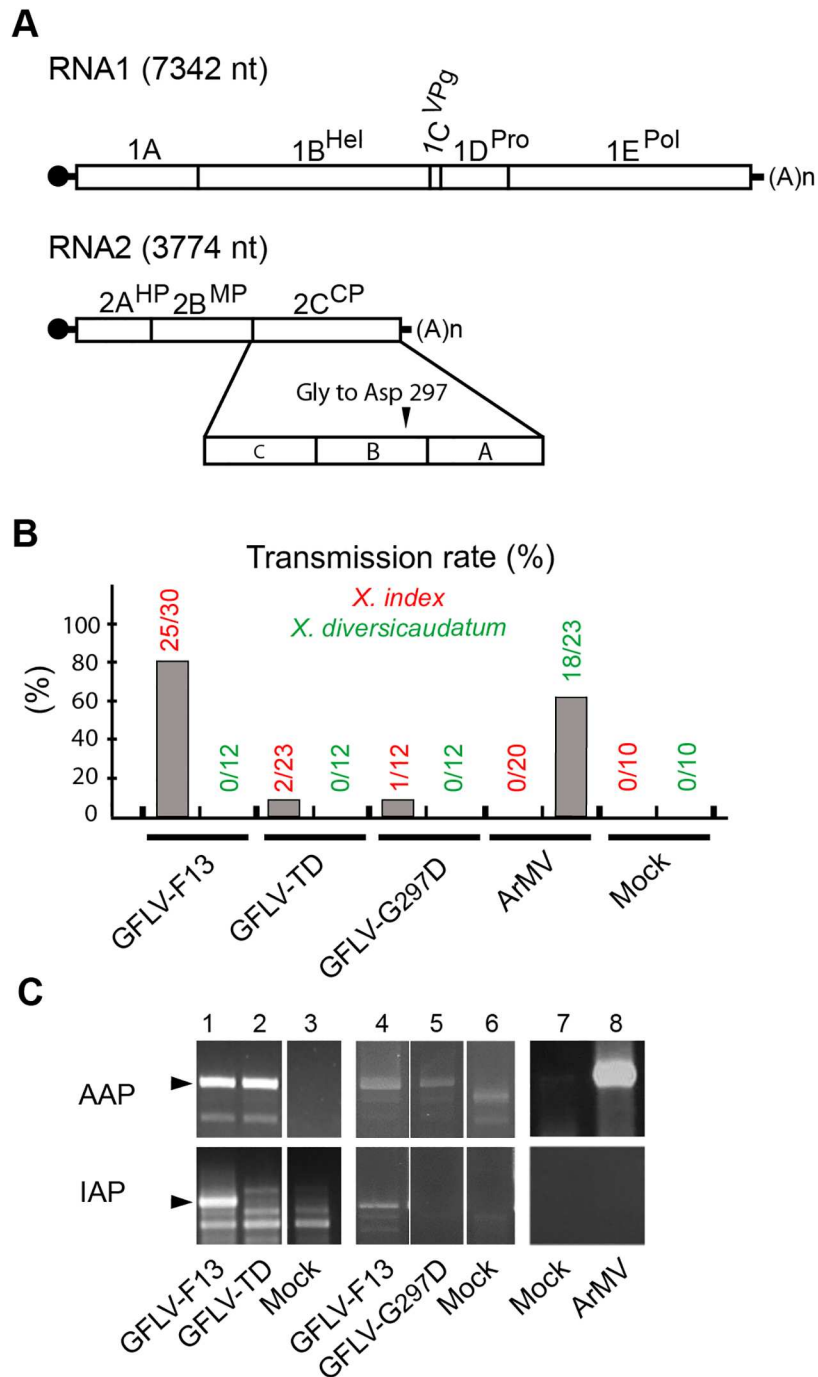 A
RNA1 (7342 nt)
1A 1B Hel 1C VPg 1D Pro 1E Pol
(A)n
RNA2 (3774 nt)
2A HP 2B MP 2C CP
(A)n
Gly to Asp 297
C B A
B
Transmission rate (%)
X. index
X. diversicaudatum
(%)
100
80
60
40
20
0
25/30 0/12 2/23 0/12 1/12 0/12 0/20 18/23 0/10 0/10
GFLV-F13 GFLV-TD GFLV-G297D ArMV Mock
C
1 2 3 4 5 6 7 8
AAP
IAP
GFLV-F13 GFLV-TD Mock GFLV-F13 GFLV-G297D Mock Mock ArMV